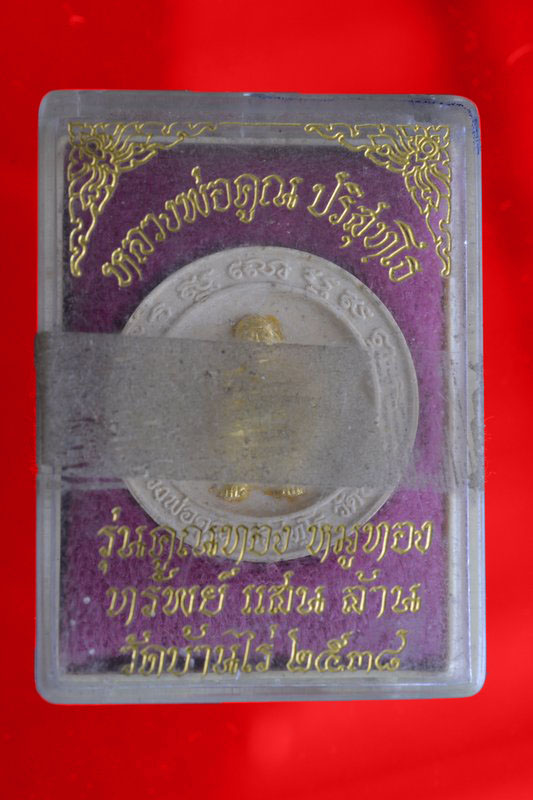 หลวงพ่อคูณ ปริสุทโธ
รุ่นคูณทอง หมูทอง
ทรัพย์ แสน ล้าน
วัดบ้านไร่ ๒๕๓๘